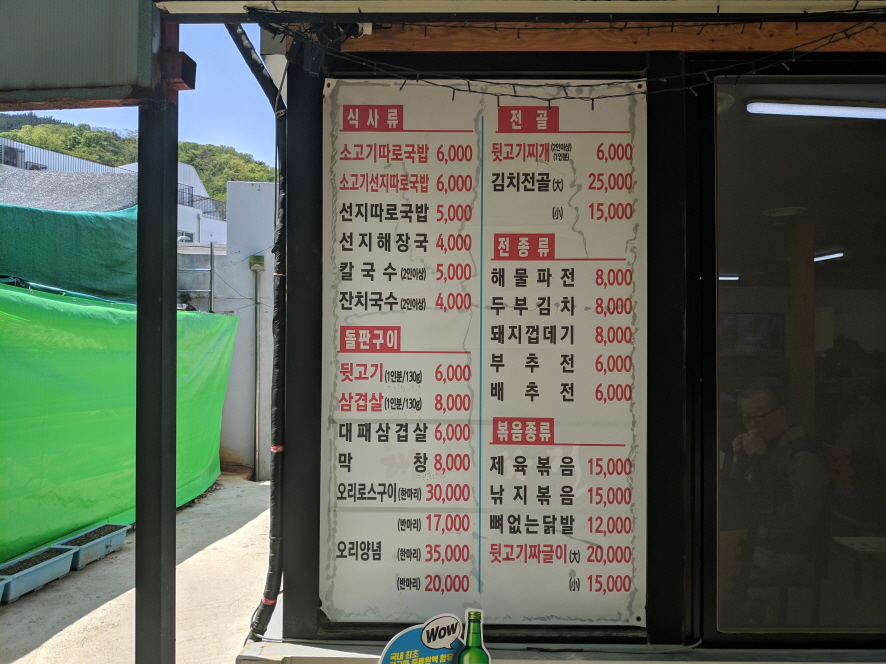 식사류
소고기따로국밥 6,000
소고기선지따로국밥 6,000
선지따로국밥 5,000
선지해장국 4,000
칼국수 (2인이상) 5,000
잔치국수 (2인이상) 4,000
돌판구이
뒷고기 (1인분/130g) 6,000
삼겹살 (1인분/130g) 8,000
대패삼겹살 6,000
막창 8,000
오리로스구이 (한마리) 30,000
(반마리) 17,000
오리양념 (한마리) 35,000
(반마리) 20,000
전골
뒷고기찌개 (2인이상) (1인분) 6,000
김치전골 (大) 25,000
(小) 15,000
전종류
해물파전 8,000
두부김치 8,000
돼지껍데기 8,000
부추전 6,000
배추전 6,000
볶음종류
제육볶음 15,000
낚지볶음 15,000
뼈없는닭발 12,000
뒷고기짜글이 (大) 20,000
(小) 15,000
Wow
국내 최초